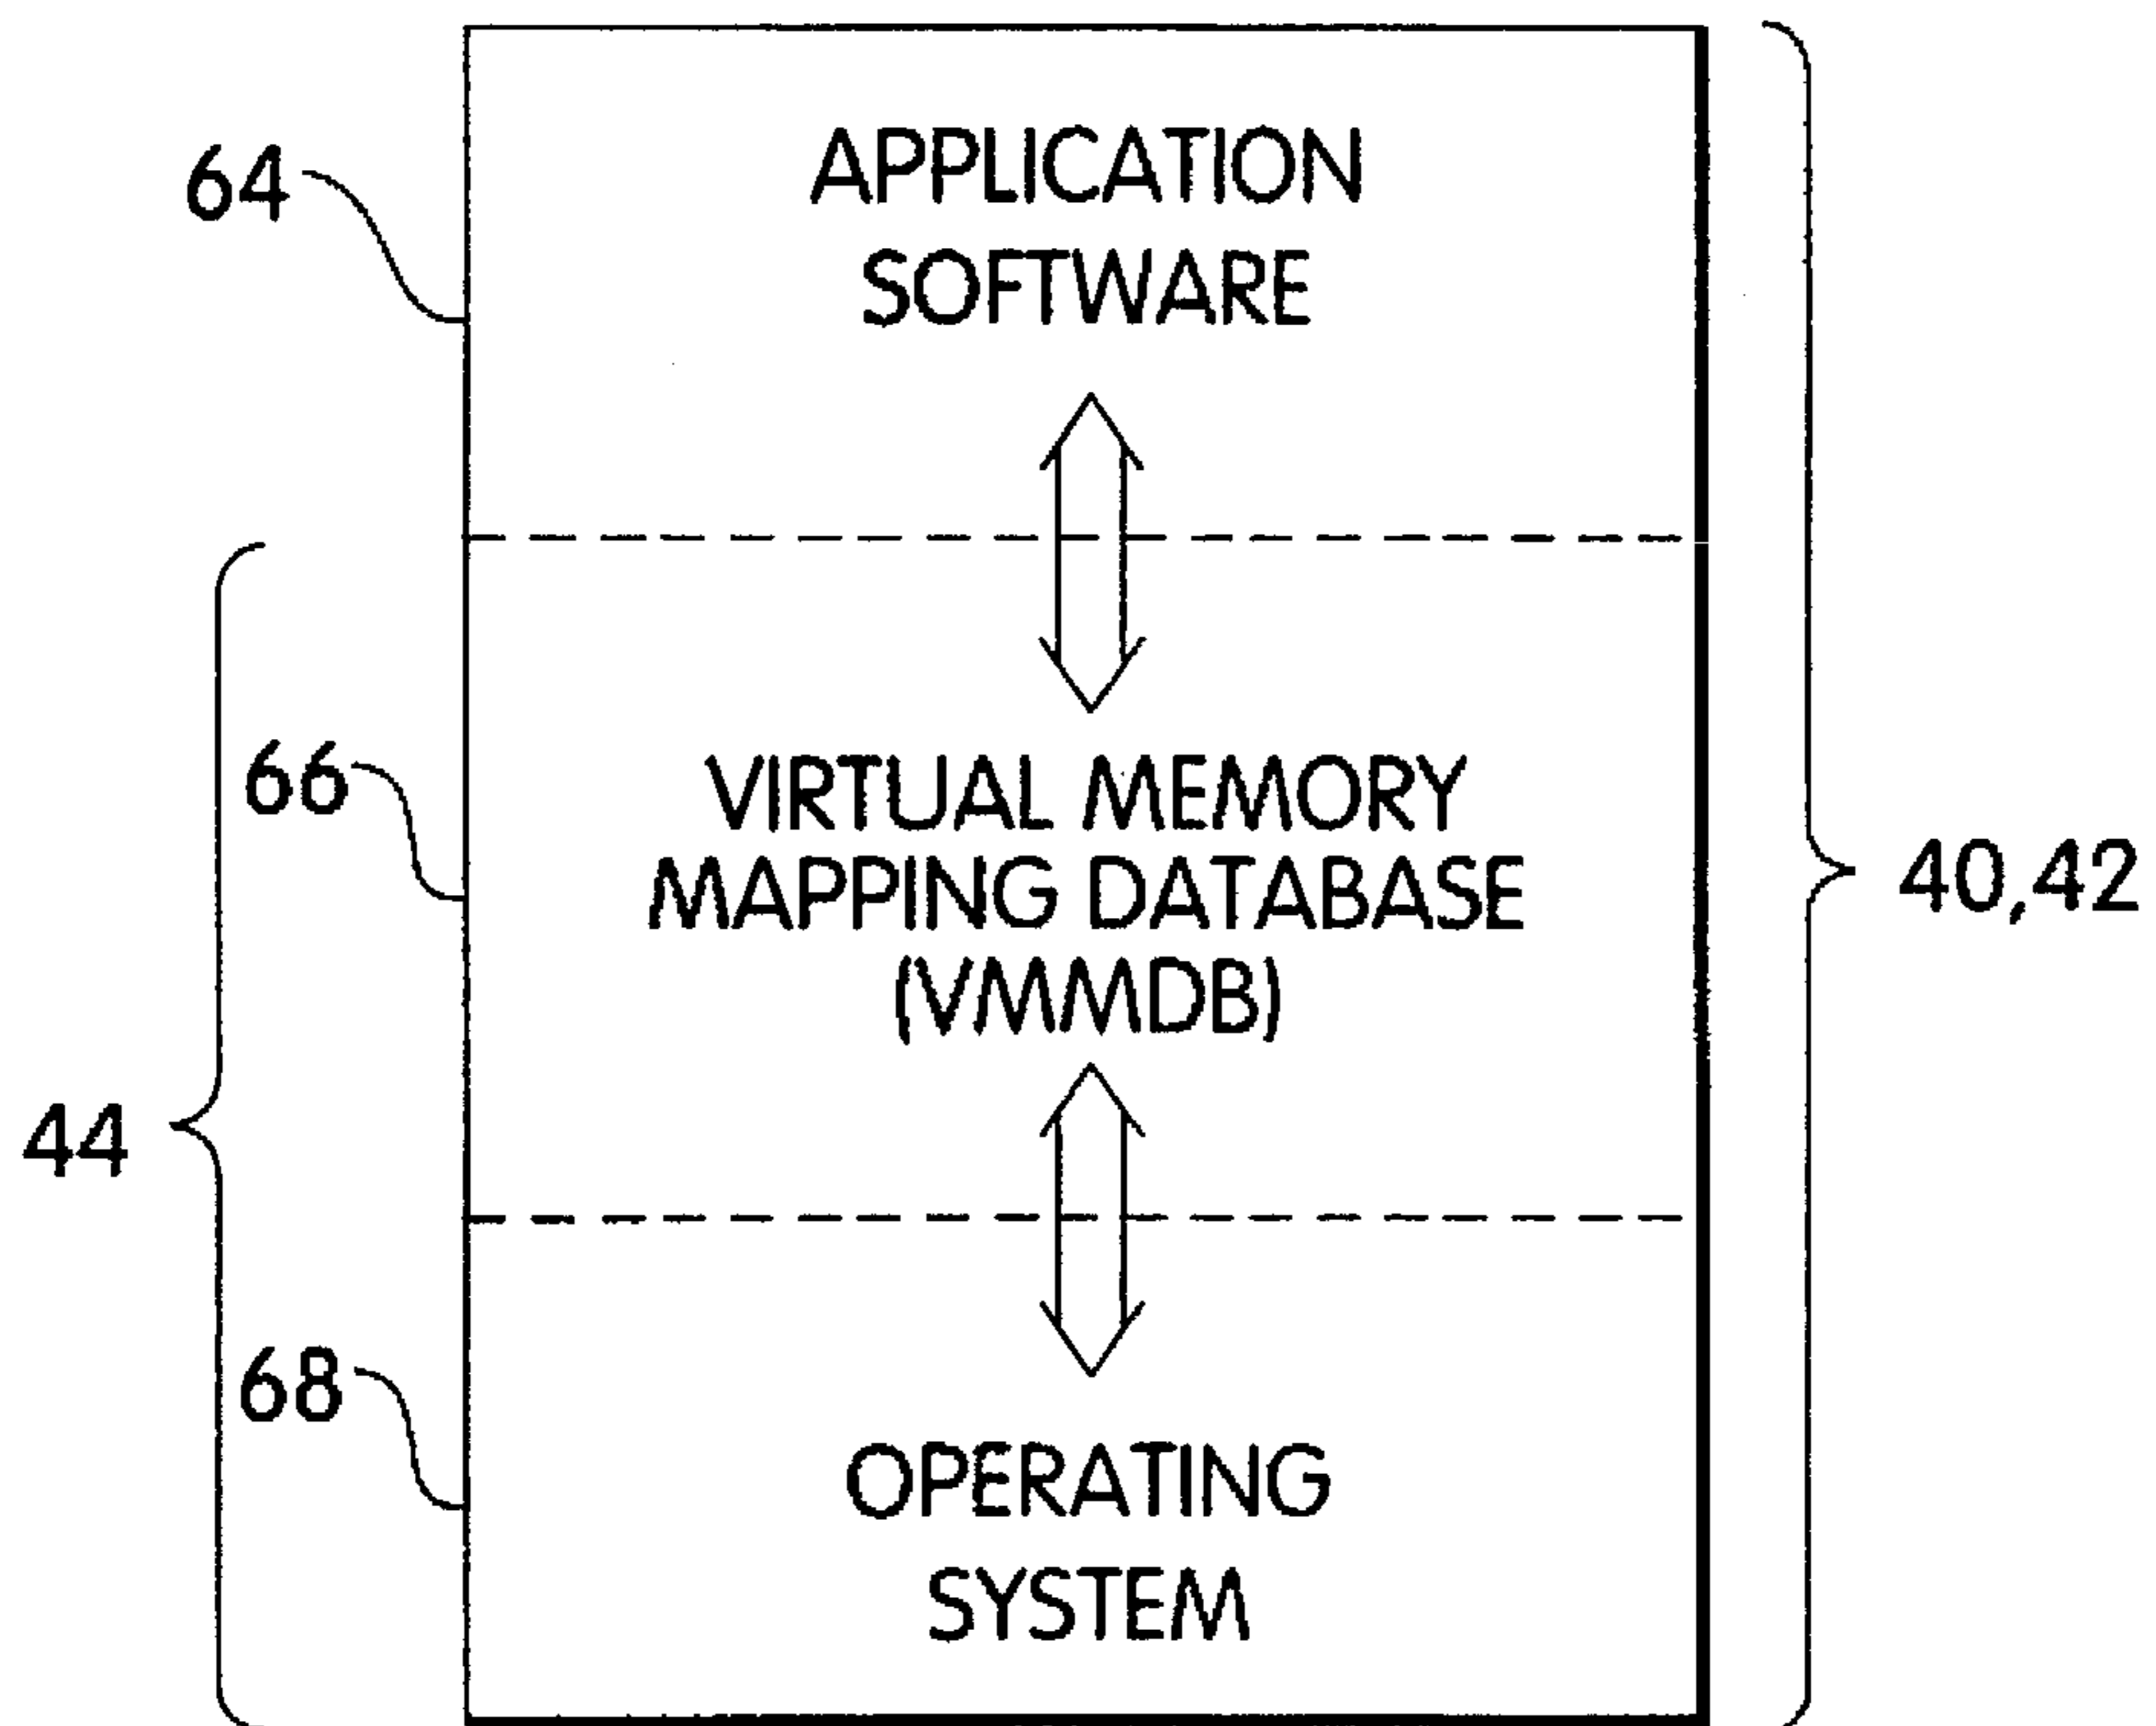 APPLICATION
SOFTWARE
64
VIRTUAL MEMORY
MAPPING DATABASE
(VMMDB)
66
40,42
44
68
OPERATING
SYSTEM